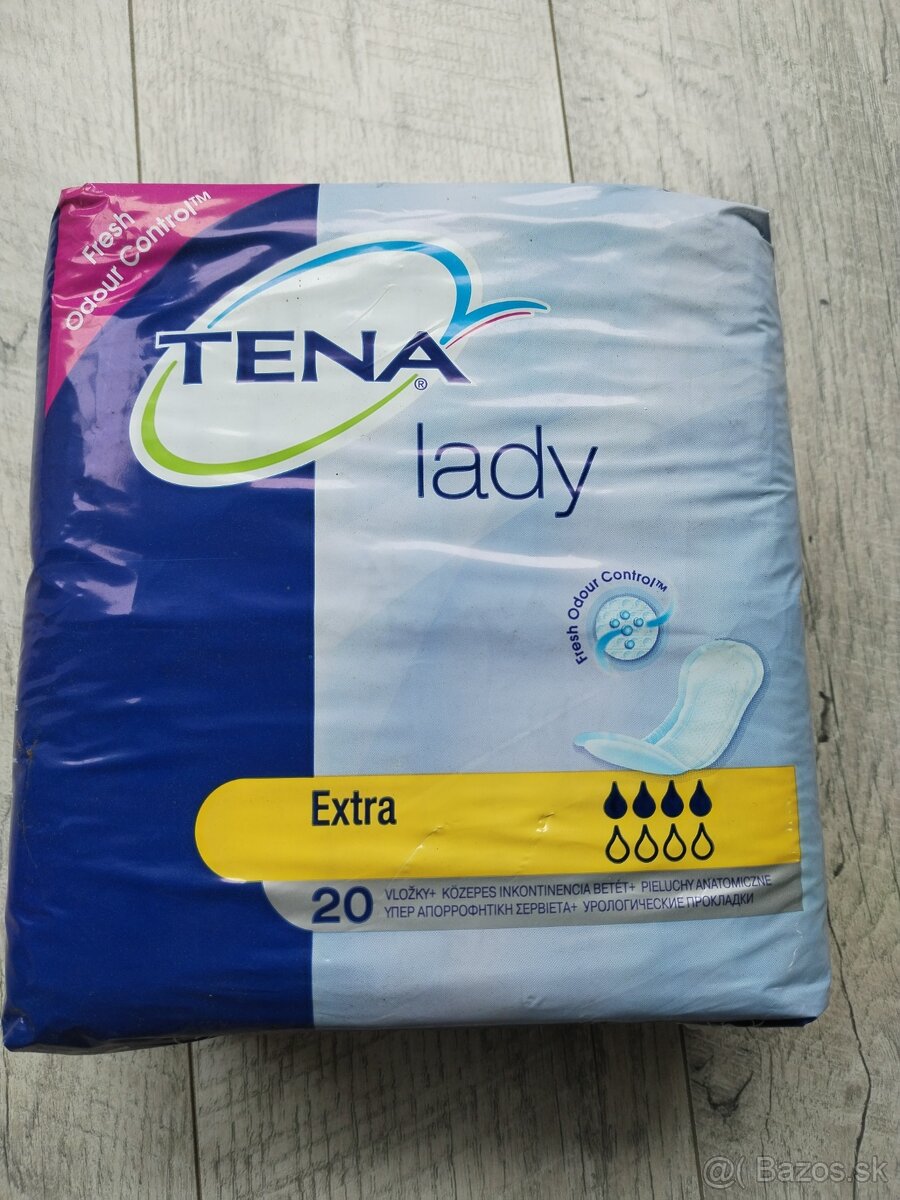 Fresh
Odour Control™
TENA®
lady
Fresh Odour Control™
Extra
20 VLOŽKY+ KÖZEPES INKONTINENCIA BETÉT+ PIELUCHY ANATOMICZNE
ΥΠΕΡ ΑΠΟΡΡΟΦΗΤΙΚΗ ΣΕΡΒΙΕΤΑ+ УРОЛОГИЧЕСКИЕ ПРОКЛАДКИ
@( Bazos.sk